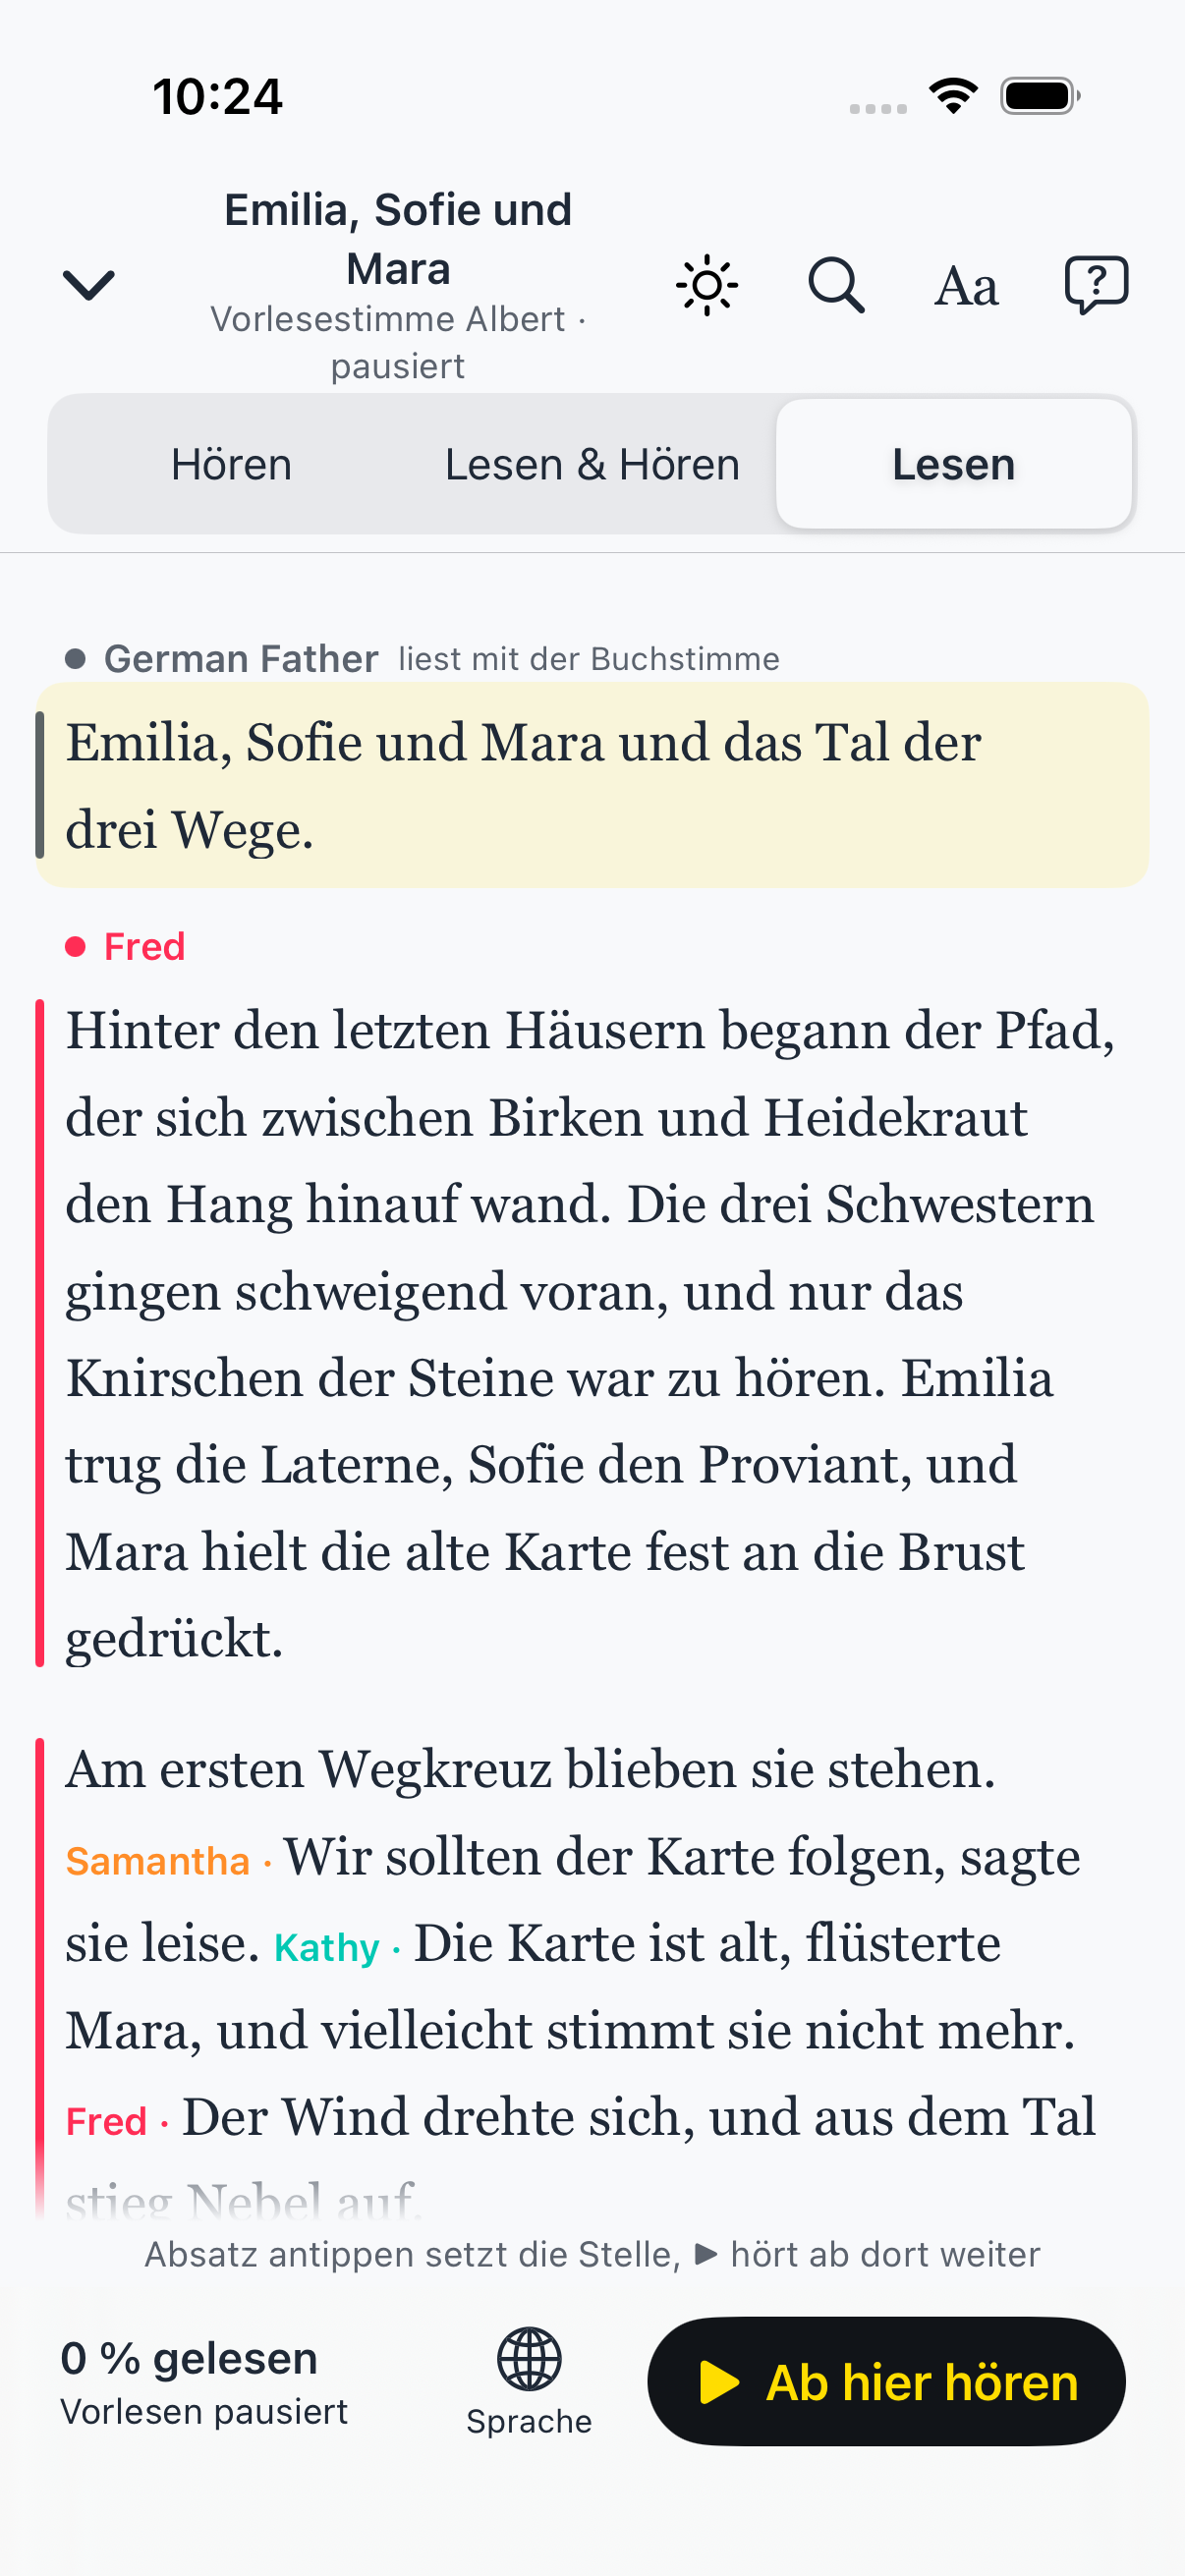 10:24
Emilia, Sofie und
Mara
Vorlesestimme Albert ·
pausiert
Aa
?
Hören
Lesen & Hören
Lesen
German Father liest mit der Buchstimme
Emilia, Sofie und Mara und das Tal der
drei Wege.
Fred
Hinter den letzten Häusern begann der Pfad,
der sich zwischen Birken und Heidekraut
den Hang hinauf wand. Die drei Schwestern
gingen schweigend voran, und nur das
Knirschen der Steine war zu hören. Emilia
trug die Laterne, Sofie den Proviant, und
Mara hielt die alte Karte fest an die Brust
gedrückt.
Am ersten Wegkreuz blieben sie stehen.
Samantha · Wir sollten der Karte folgen, sagte
sie leise. Kathy · Die Karte ist alt, flüsterte
Mara, und vielleicht stimmt sie nicht mehr.
Fred · Der Wind drehte sich, und aus dem Tal
stieg Nebel auf.
Absatz antippen setzt die Stelle, ▶ hört ab dort weiter
0 % gelesen
Vorlesen pausiert
Sprache
Ab hier hören